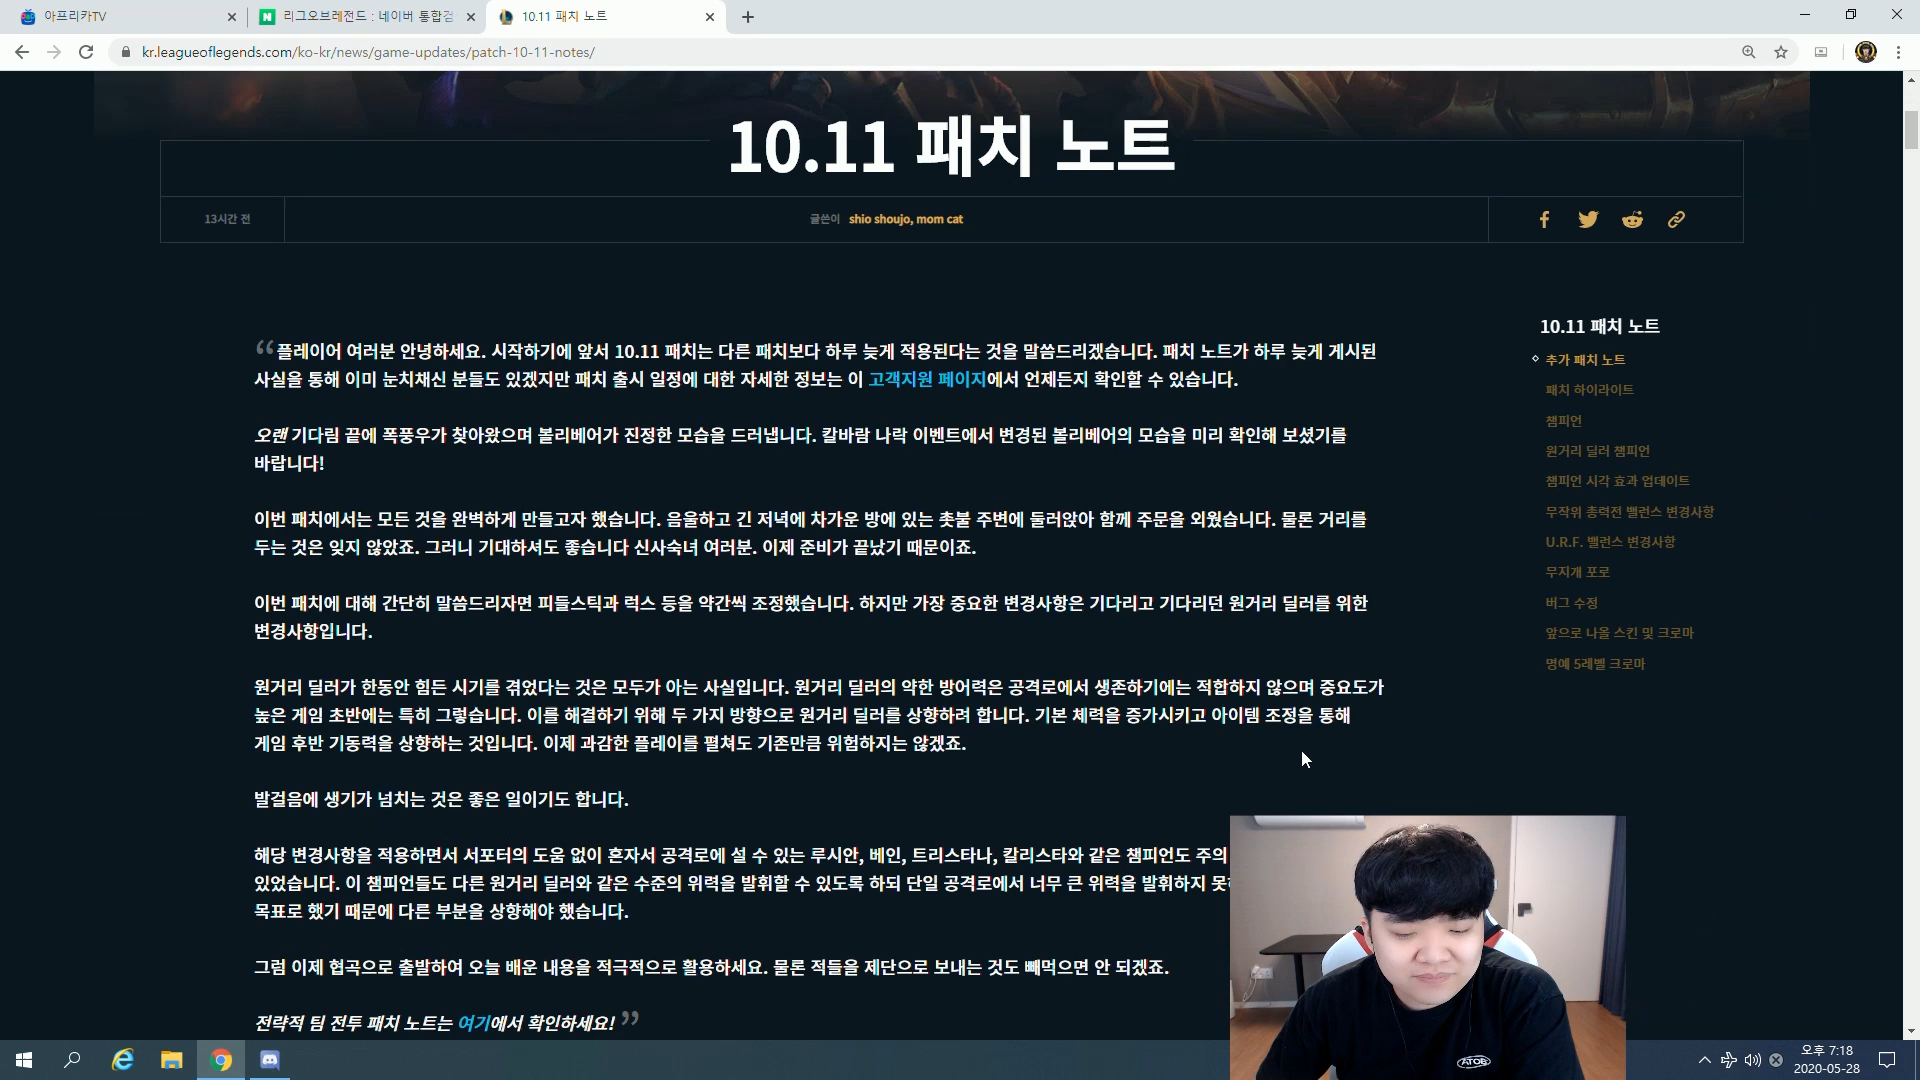 아프리카TV
리그오브레전드 : 네이버 통합검
10.11 패치 노트
kr.leagueoflegends.com/ko-kr/news/game-updates/patch-10-11-notes/
10.11 패치 노트
13시간 전
글쓴이 shio shoujo, mom cat
“플레이어 여러분 안녕하세요. 시작하기에 앞서 10.11 패치는 다른 패치보다 하루 늦게 적용된다는 것을 말씀드리겠습니다. 패치 노트가 하루 늦게 게시된
사실을 통해 이미 눈치채신 분들도 있겠지만 패치 출시 일정에 대한 자세한 정보는 이 고객지원 페이지에서 언제든지 확인할 수 있습니다.
오랜 기다림 끝에 폭풍우가 찾아왔으며 볼리베어가 진정한 모습을 드러냅니다. 칼바람 나락 이벤트에서 변경된 볼리베어의 모습을 미리 확인해 보셨기를
바랍니다!
이번 패치에서는 모든 것을 완벽하게 만들고자 했습니다. 음울하고 긴 저녁에 차가운 방에 있는 촛불 주변에 둘러앉아 함께 주문을 외웠습니다. 물론 거리를
두는 것은 잊지 않았죠. 그러니 기대하셔도 좋습니다 신사숙녀 여러분. 이제 준비가 끝났기 때문이죠.
이번 패치에 대해 간단히 말씀드리자면 피들스틱과 럭스 등을 약간씩 조정했습니다. 하지만 가장 중요한 변경사항은 기다리고 기다리던 원거리 딜러를 위한
변경사항입니다.
원거리 딜러가 한동안 힘든 시기를 겪었다는 것은 모두가 아는 사실입니다. 원거리 딜러의 약한 방어력은 공격로에서 생존하기에는 적합하지 않으며 중요도가
높은 게임 초반에는 특히 그렇습니다. 이를 해결하기 위해 두 가지 방향으로 원거리 딜러를 상향하려 합니다. 기본 체력을 증가시키고 아이템 조정을 통해
게임 후반 기동력을 상향하는 것입니다. 이제 과감한 플레이를 펼쳐도 기존만큼 위험하지는 않겠죠.
발걸음에 생기가 넘치는 것은 좋은 일이기도 합니다.
해당 변경사항을 적용하면서 서포터의 도움 없이 혼자서 공격로에 설 수 있는 루시안, 베인, 트리스타나, 칼리스타와 같은 챔피언도 주의
있었습니다. 이 챔피언들도 다른 원거리 딜러와 같은 수준의 위력을 발휘할 수 있도록 하되 단일 공격로에서 너무 큰 위력을 발휘하지 못
목표로 했기 때문에 다른 부분을 상향해야 했습니다.
그럼 이제 협곡으로 출발하여 오늘 배운 내용을 적극적으로 활용하세요. 물론 적들을 제단으로 보내는 것도 빼먹으면 안 되겠죠.
전략적 팀 전투 패치 노트는 여기에서 확인하세요!”
10.11 패치 노트
추가 패치 노트
패치 하이라이트
챔피언
원거리 딜러 챔피언
챔피언 시각 효과 업데이트
무작위 총력전 밸런스 변경사항
U.R.F. 밸런스 변경사항
무지개 포로
버그 수정
앞으로 나올 스킨 및 크로마
명예 5레벨 크로마
ATOB
오후 7:18
2020-05-28